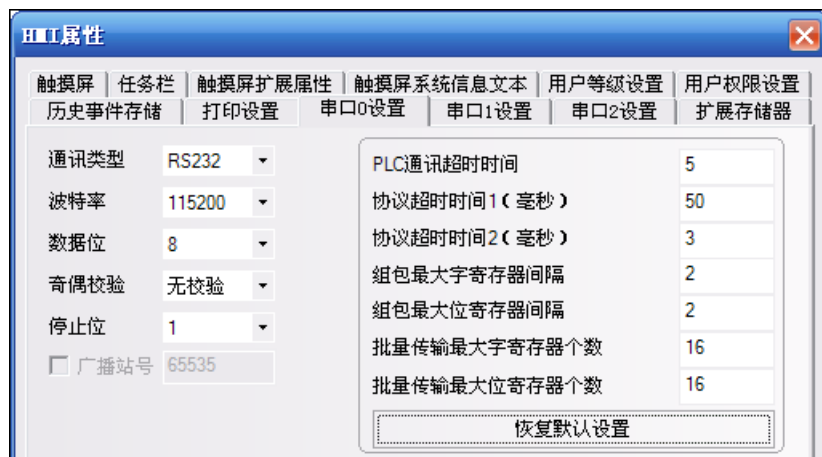 HMI属性
触摸屏 任务栏 触摸屏扩展属性 触摸屏系统信息文本 用户等级设置 用户权限设置
历史事件存储 打印设置 串口0设置 串口1设置 串口2设置 扩展存储器
通讯类型 RS232
波特率 115200
数据位 8
奇偶校验 无校验
停止位 1
广播站号 65535
PLC通讯超时时间 5
协议超时时间1(毫秒) 50
协议超时时间2(毫秒) 3
组包最大字寄存器间隔 2
组包最大位寄存器间隔 2
批量传输最大字寄存器个数 16
批量传输最大位寄存器个数 16
恢复默认设置